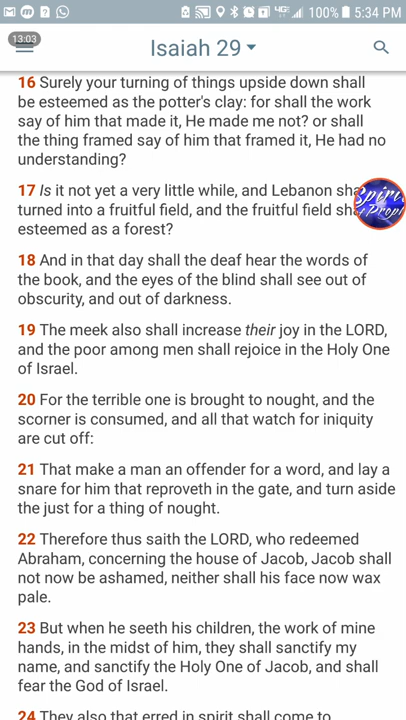 100% 5:34 PM
13:03
Isaiah 29
16 Surely your turning of things upside down shall
be esteemed as the potter's clay: for shall the work
say of him that made it, He made me not? or shall
the thing framed say of him that framed it, He had no
understanding?
17 Is it not yet a very little while, and Lebanon sha
turned into a fruitful field, and the fruitful field sh
esteemed as a forest?
18 And in that day shall the deaf hear the words of
the book, and the eyes of the blind shall see out of
obscurity, and out of darkness.
19 The meek also shall increase their joy in the LORD,
and the poor among men shall rejoice in the Holy One
of Israel.
20 For the terrible one is brought to nought, and the
scorner is consumed, and all that watch for iniquity
are cut off:
21 That make a man an offender for a word, and lay a
snare for him that reproveth in the gate, and turn aside
the just for a thing of nought.
22 Therefore thus saith the LORD, who redeemed
Abraham, concerning the house of Jacob, Jacob shall
not now be ashamed, neither shall his face now wax
pale.
23 But when he seeth his children, the work of mine
hands, in the midst of him, they shall sanctify my
name, and sanctify the Holy One of Jacob, and shall
fear the God of Israel.
24 They also that erred in spirit shall come to